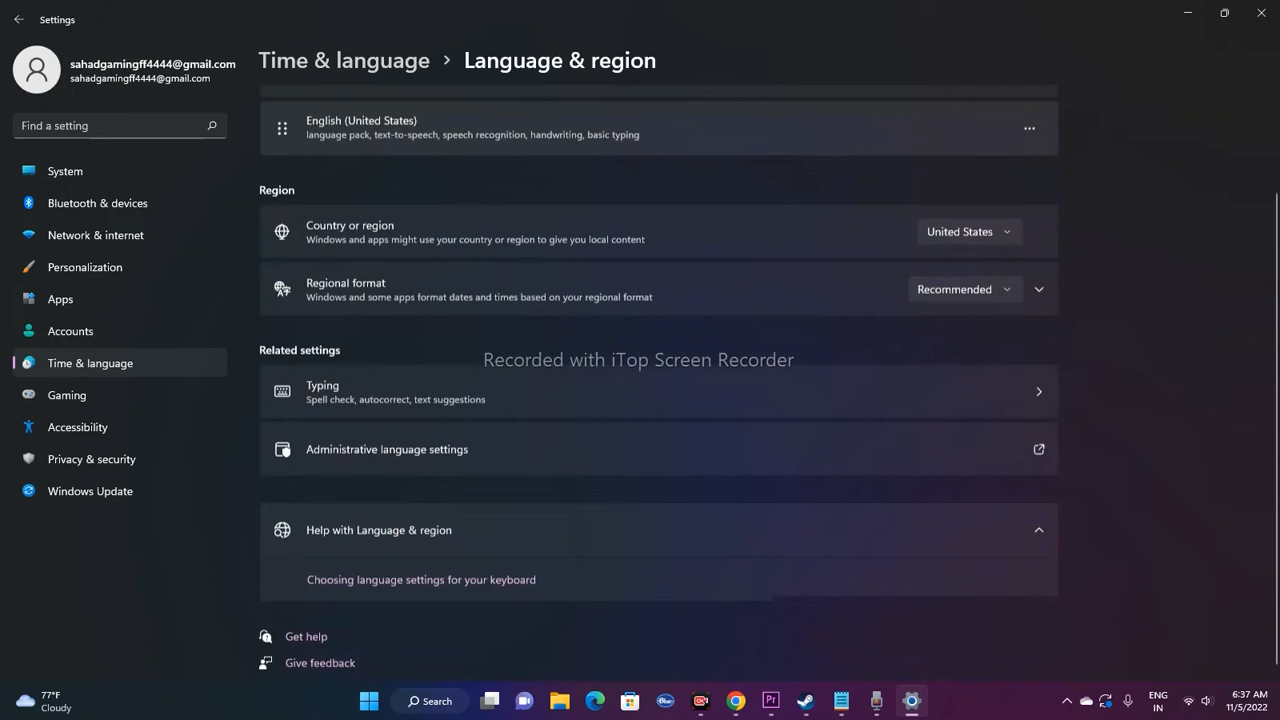 Settings
sahadgamingff4444@gmail.com
sahadgamingff4444@gmail.com
Find a setting
System
Bluetooth & devices
Network & internet
Personalization
Apps
Accounts
Time & language
Gaming
Accessibility
Privacy & security
Windows Update
Time & language > Language & region
English (United States)
language pack, text-to-speech, speech recognition, handwriting, basic typing
Region
Country or region
Windows and apps might use your country or region to give you local content
United States
Regional format
Windows and some apps format dates and times based on your regional format
Recommended
Related settings
Recorded with iTop Screen Recorder
Typing
Spell check, autocorrect, text suggestions
Administrative language settings
Help with Language & region
Choosing language settings for your keyboard
Get help
Give feedback
77°F
Cloudy
Search
Blue
Pr
ENG
IN
6:37 AM
11/5/2022